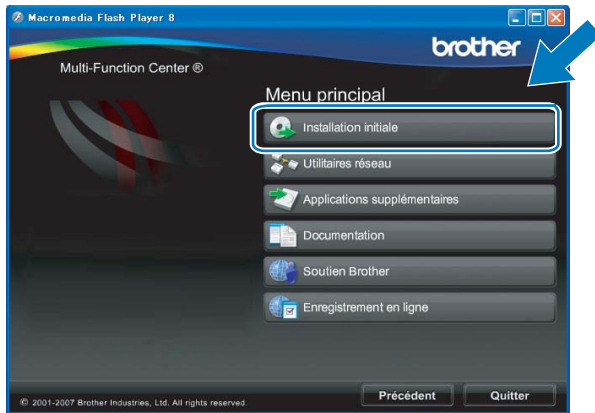 Macromedia Flash Player 8
brother
Multi-Function Center ®
Menu principal
Installation initiale
Utilitaires réseau
Applications supplémentaires
Documentation
Soutien Brother
Enregistrement en ligne
© 2001-2007 Brother Industries, Ltd. All rights reserved.
Précédent
Quitter